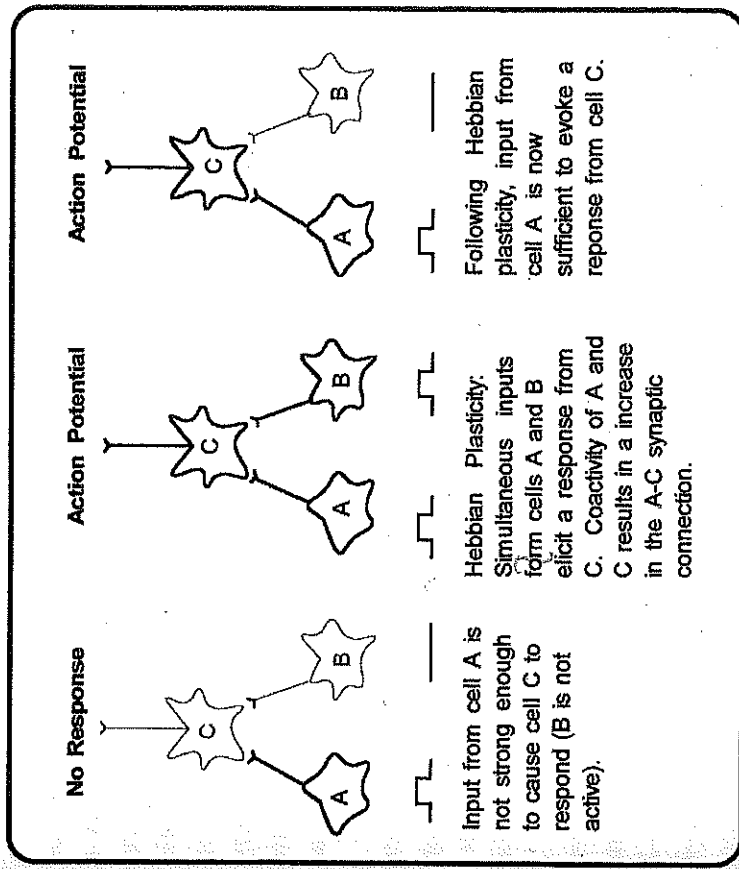 No Response
C
A
B
Input from cell A is
not strong enough
to cause cell C to
respond (B is not
active).
Action Potential
C
A
B
Hebbian Plasticity:
Simultaneous inputs
form cells A and B
elicit a response from
C. Coactivity of A and
C results in a increase
in the A-C synaptic
connection.
Action Potential
C
A
B
Following Hebbian
plasticity, input from
cell A is now
sufficient to evoke a
reponse from cell C.